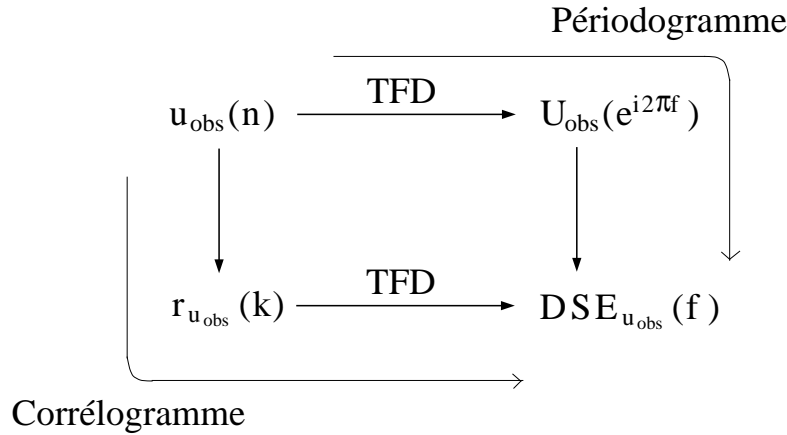 Périodogramme
TFD
u_obs(n) U_obs(e^i2πf)
TFD
r_u_obs(k) DSE_u_obs(f)
Corrélogramme